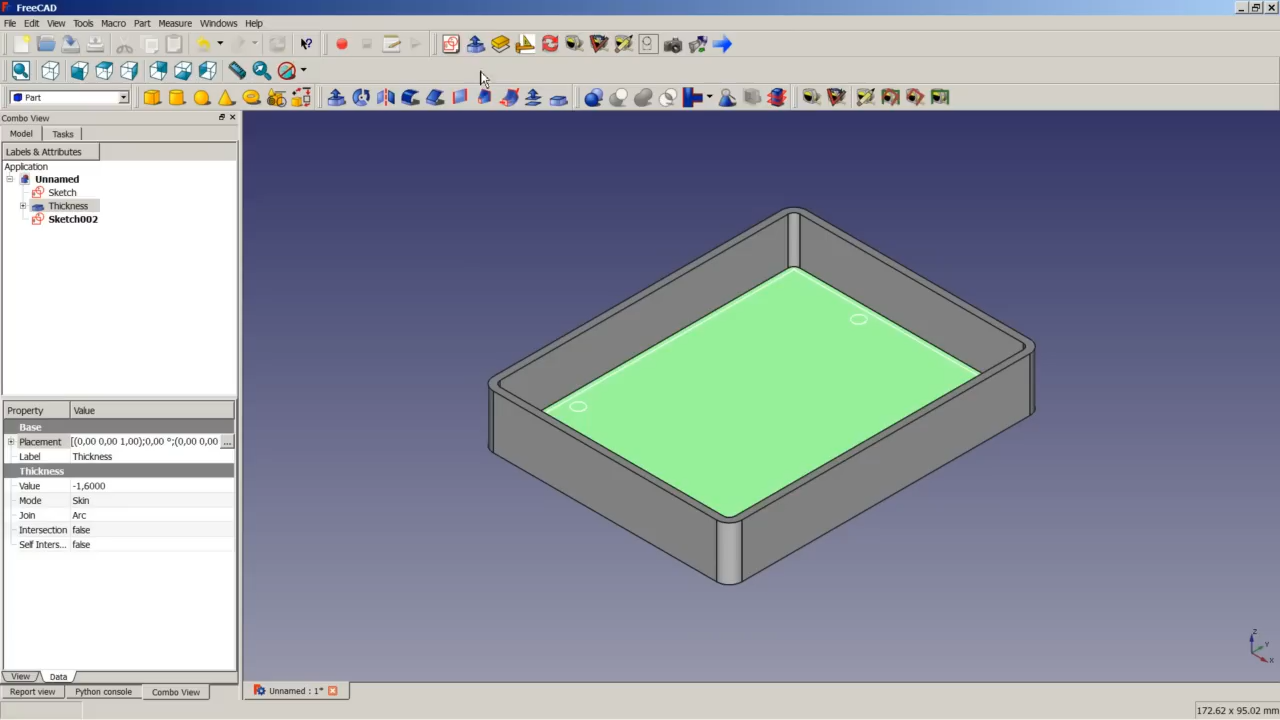 FreeCAD
File Edit View Tools Macro Part Measure Windows Help
Part
Combo View
Model Tasks
Labels & Attributes
Application
Unnamed
Sketch
Thickness
Sketch002
Property Value
Base
Placement [(0,00 0,00 1,00);0,00 °;(0,00 0,00 ...
Label Thickness
Thickness
Value -1,6000
Mode Skin
Join Arc
Intersection false
Self Inters... false
View Data
Report view Python console Combo View
Unnamed : 1*
Z
Y
X
172.62 x 95.02 mm